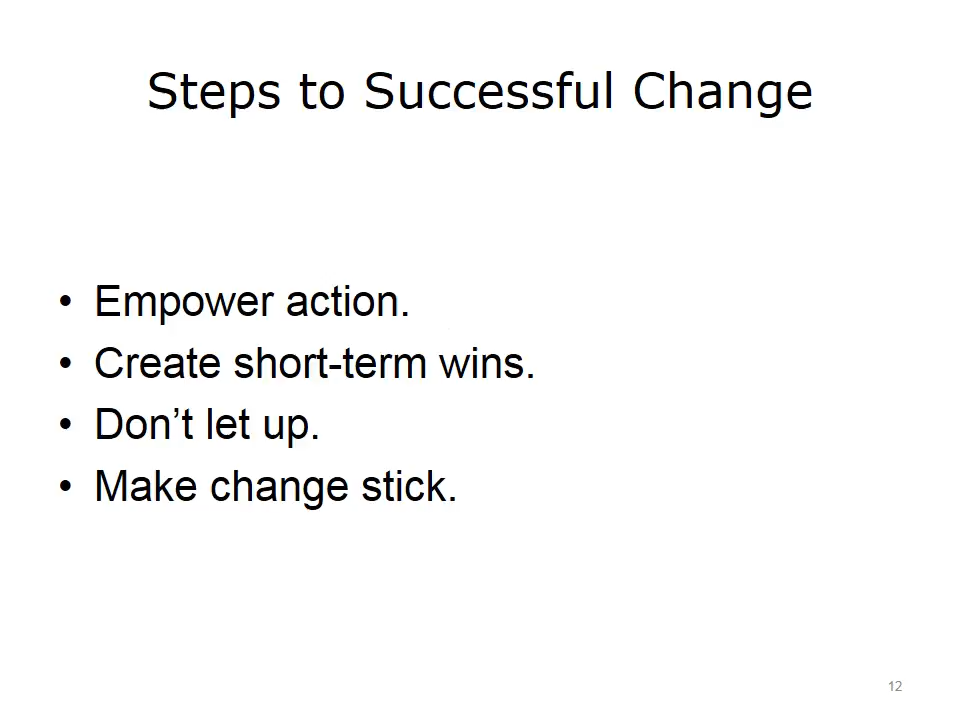 Steps to Successful Change
• Empower action.
• Create short-term wins.
• Don’t let up.
• Make change stick.
12